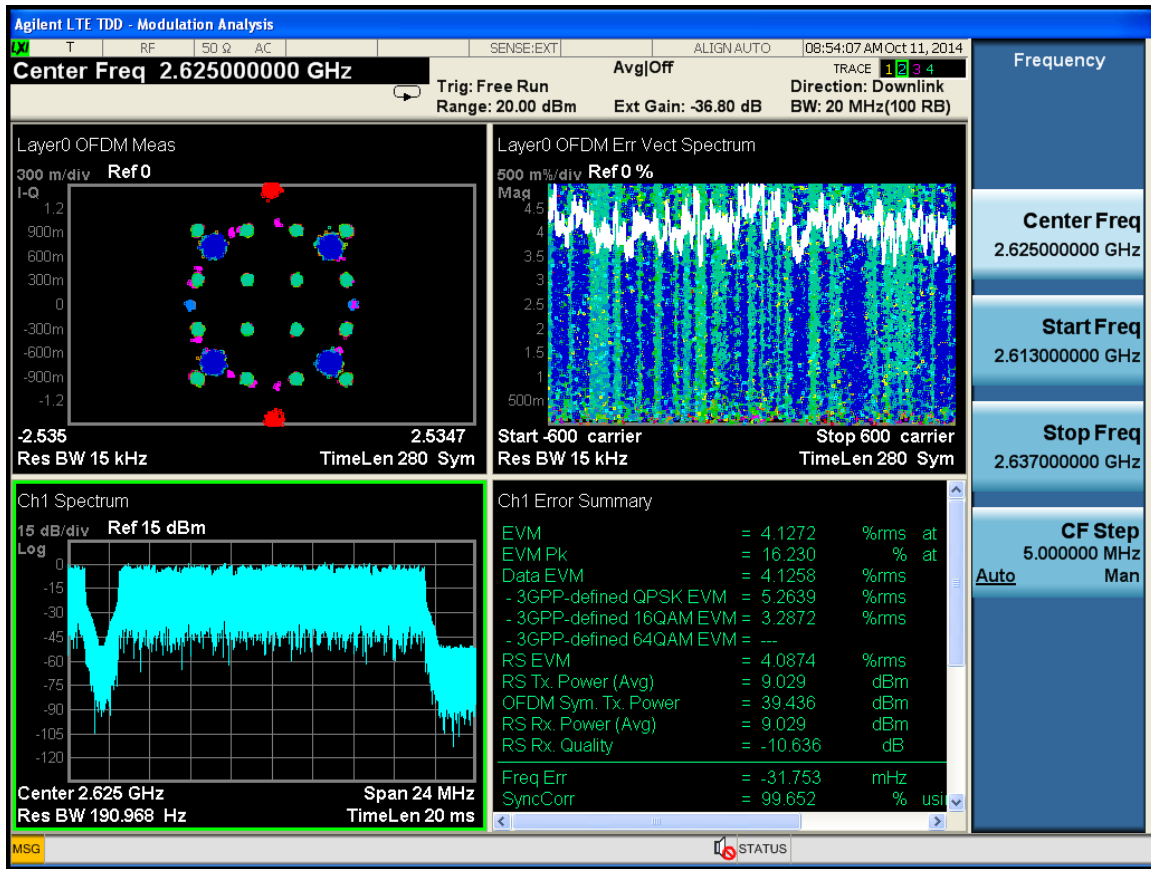 Agilent LTE TDD - Modulation Analysis
LXI T RF 50 Ω AC SENSE:EXT ALIGN AUTO 08:54:07 AM Oct 11, 2014
Center Freq 2.625000000 GHz
Avg|Off
TRACE 1 2 3 4
Trig: Free Run
Direction: Downlink
Range: 20.00 dBm Ext Gain: -36.80 dB BW: 20 MHz(100 RB)
Layer0 OFDM Meas
300 m/div Ref 0
I-Q
1.2
900m
600m
300m
0
-300m
-600m
-900m
-1.2
-2.535 2.5347
Res BW 15 kHz TimeLen 280 Sym
Layer0 OFDM Err Vect Spectrum
500 m%/div Ref 0 %
Mag
4.5
4
3.5
3
2.5
2
1.5
1
500m
Start -600 carrier Stop 600 carrier
Res BW 15 kHz TimeLen 280 Sym
Ch1 Spectrum
15 dB/div Ref 15 dBm
Log
0
-15
-30
-45
-60
-75
-90
-105
-120
Center 2.625 GHz Span 24 MHz
Res BW 190.968 Hz TimeLen 20 ms
Ch1 Error Summary
EVM = 4.1272 %rms at
EVM Pk = 16.230 % at
Data EVM = 4.1258 %rms
- 3GPP-defined QPSK EVM = 5.2639 %rms
- 3GPP-defined 16QAM EVM = 3.2872 %rms
- 3GPP-defined 64QAM EVM = ---
RS EVM = 4.0874 %rms
RS Tx. Power (Avg) = 9.029 dBm
OFDM Sym. Tx. Power = 39.436 dBm
RS Rx. Power (Avg) = 9.029 dBm
RS Rx. Quality = -10.636 dB
Freq Err = -31.753 mHz
SyncCorr = 99.652 % usi
Frequency
Center Freq
2.625000000 GHz
Start Freq
2.613000000 GHz
Stop Freq
2.637000000 GHz
CF Step
5.000000 MHz
Auto Man
MSG STATUS